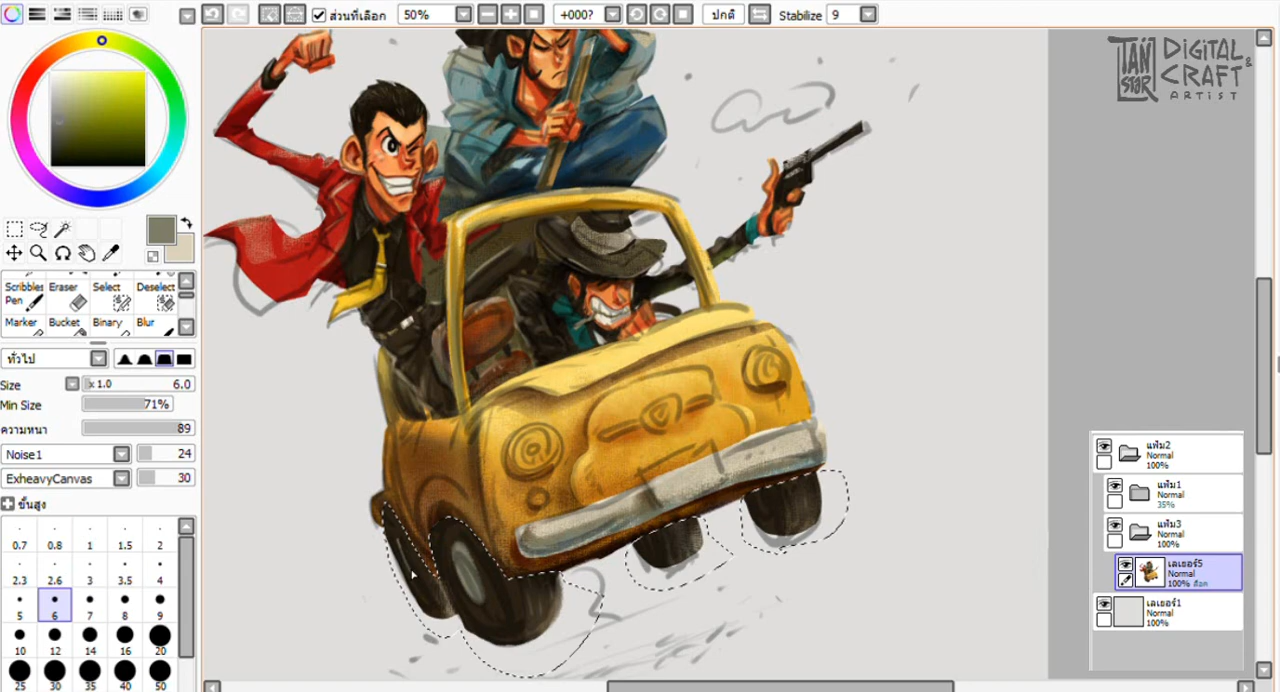 ส่วนที่เลือก 50% +000? ปกติ Stabilize 9
TAN STAR DIGITAL & CRAFT ARTIST
Scribbles Eraser Select Deselect
Pen
Marker Bucket Binary Blur
ทั่วไป
Size x 1.0 6.0
Min Size 71%
ความหนา 89
Noise1 24
ExheavyCanvas 30
ขั้นสูง
0.7 0.8 1 1.5 2
2.3 2.6 3 3.5 4
5 6 7 8 9
10 12 14 16 20
25 30 35 40 50
แฟ้ม2
Normal
100%
แฟ้ม1
Normal
35%
แฟ้ม3
Normal
100%
เลเยอร์5
Normal
100% ล็อก
เลเยอร์1
Normal
100%